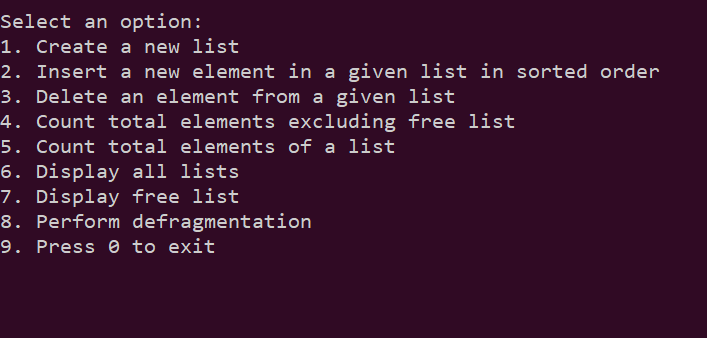 Select an option:
1. Create a new list
2. Insert a new element in a given list in sorted order
3. Delete an element from a given list
4. Count total elements excluding free list
5. Count total elements of a list
6. Display all lists
7. Display free list
8. Perform defragmentation
9. Press 0 to exit